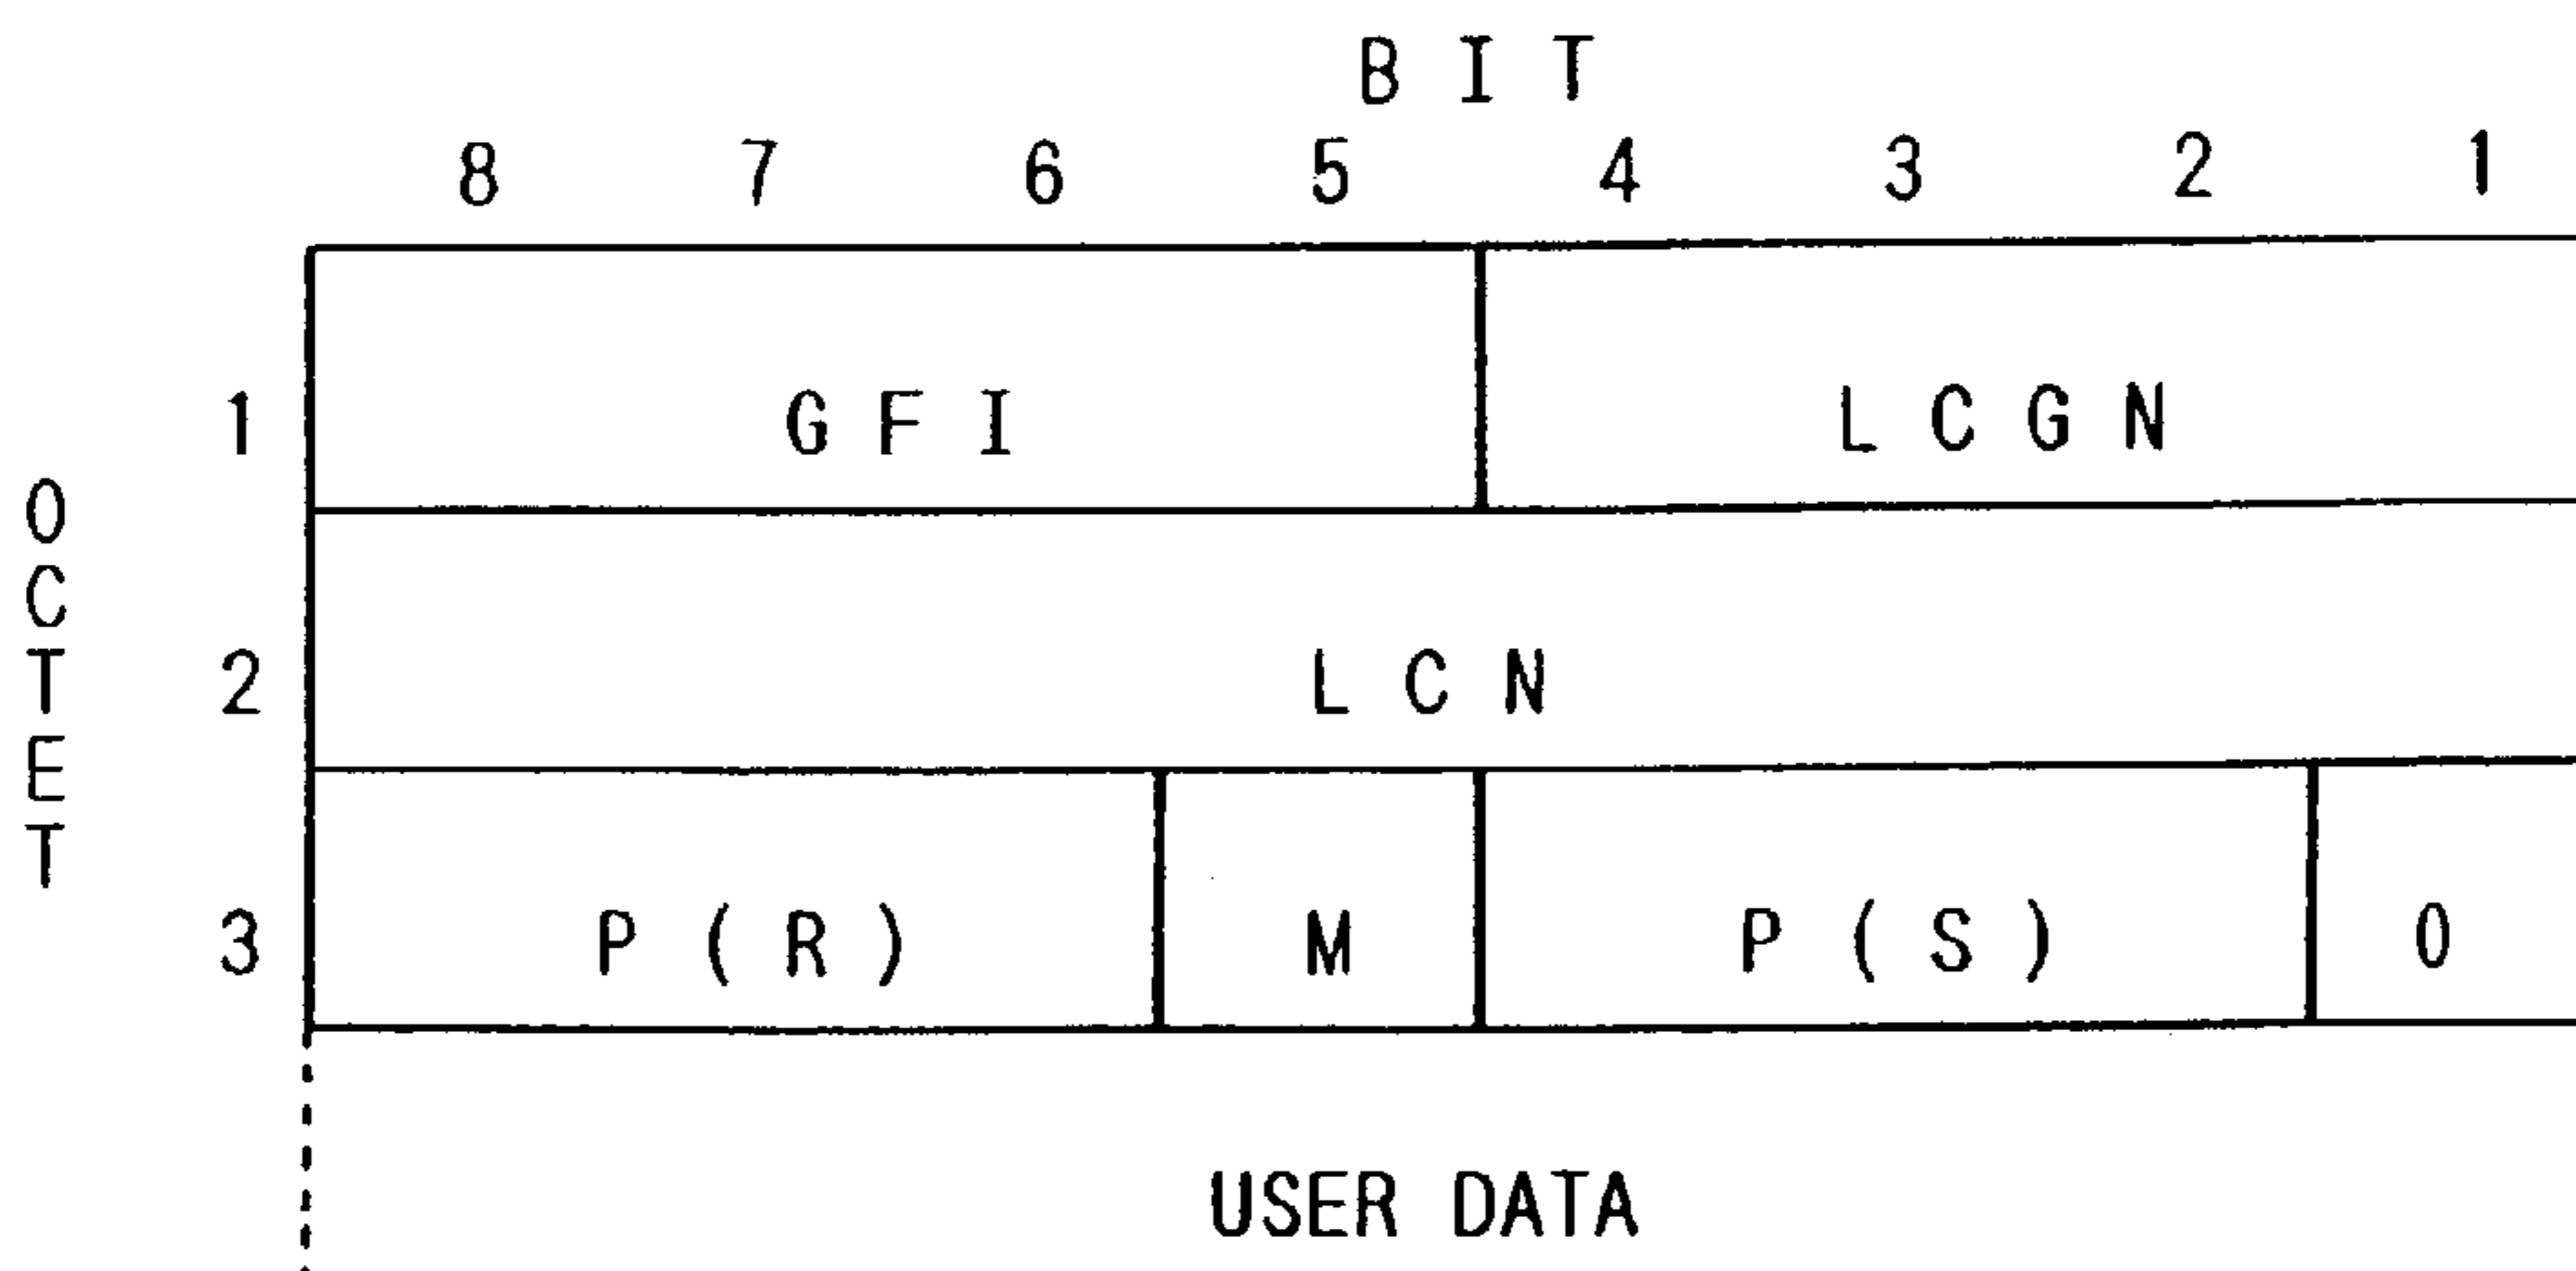 BIT
8 7 6 5 4 3 2 1
OCTET
1 GFI LCGN
2 LCN
3 P(R) M P(S) 0
USER DATA